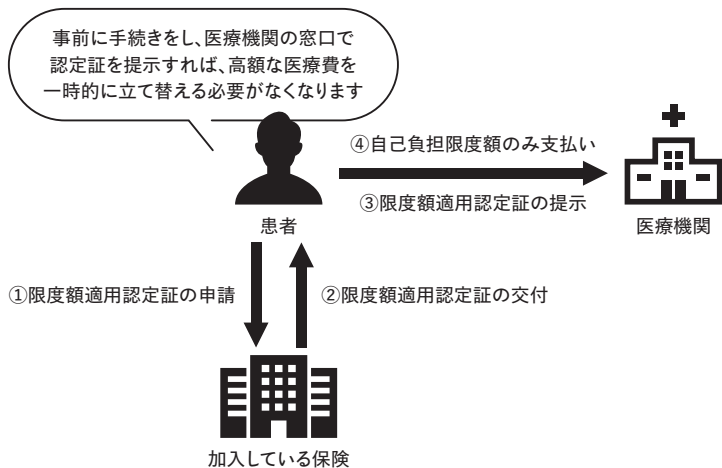 事前に手続きをし、医療機関の窓口で
認定証を提示すれば、高額な医療費を
一時的に立て替える必要がなくなります
④自己負担限度額のみ支払い
③限度額適用認定証の提示
患者
医療機関
①限度額適用認定証の申請
②限度額適用認定証の交付
加入している保険